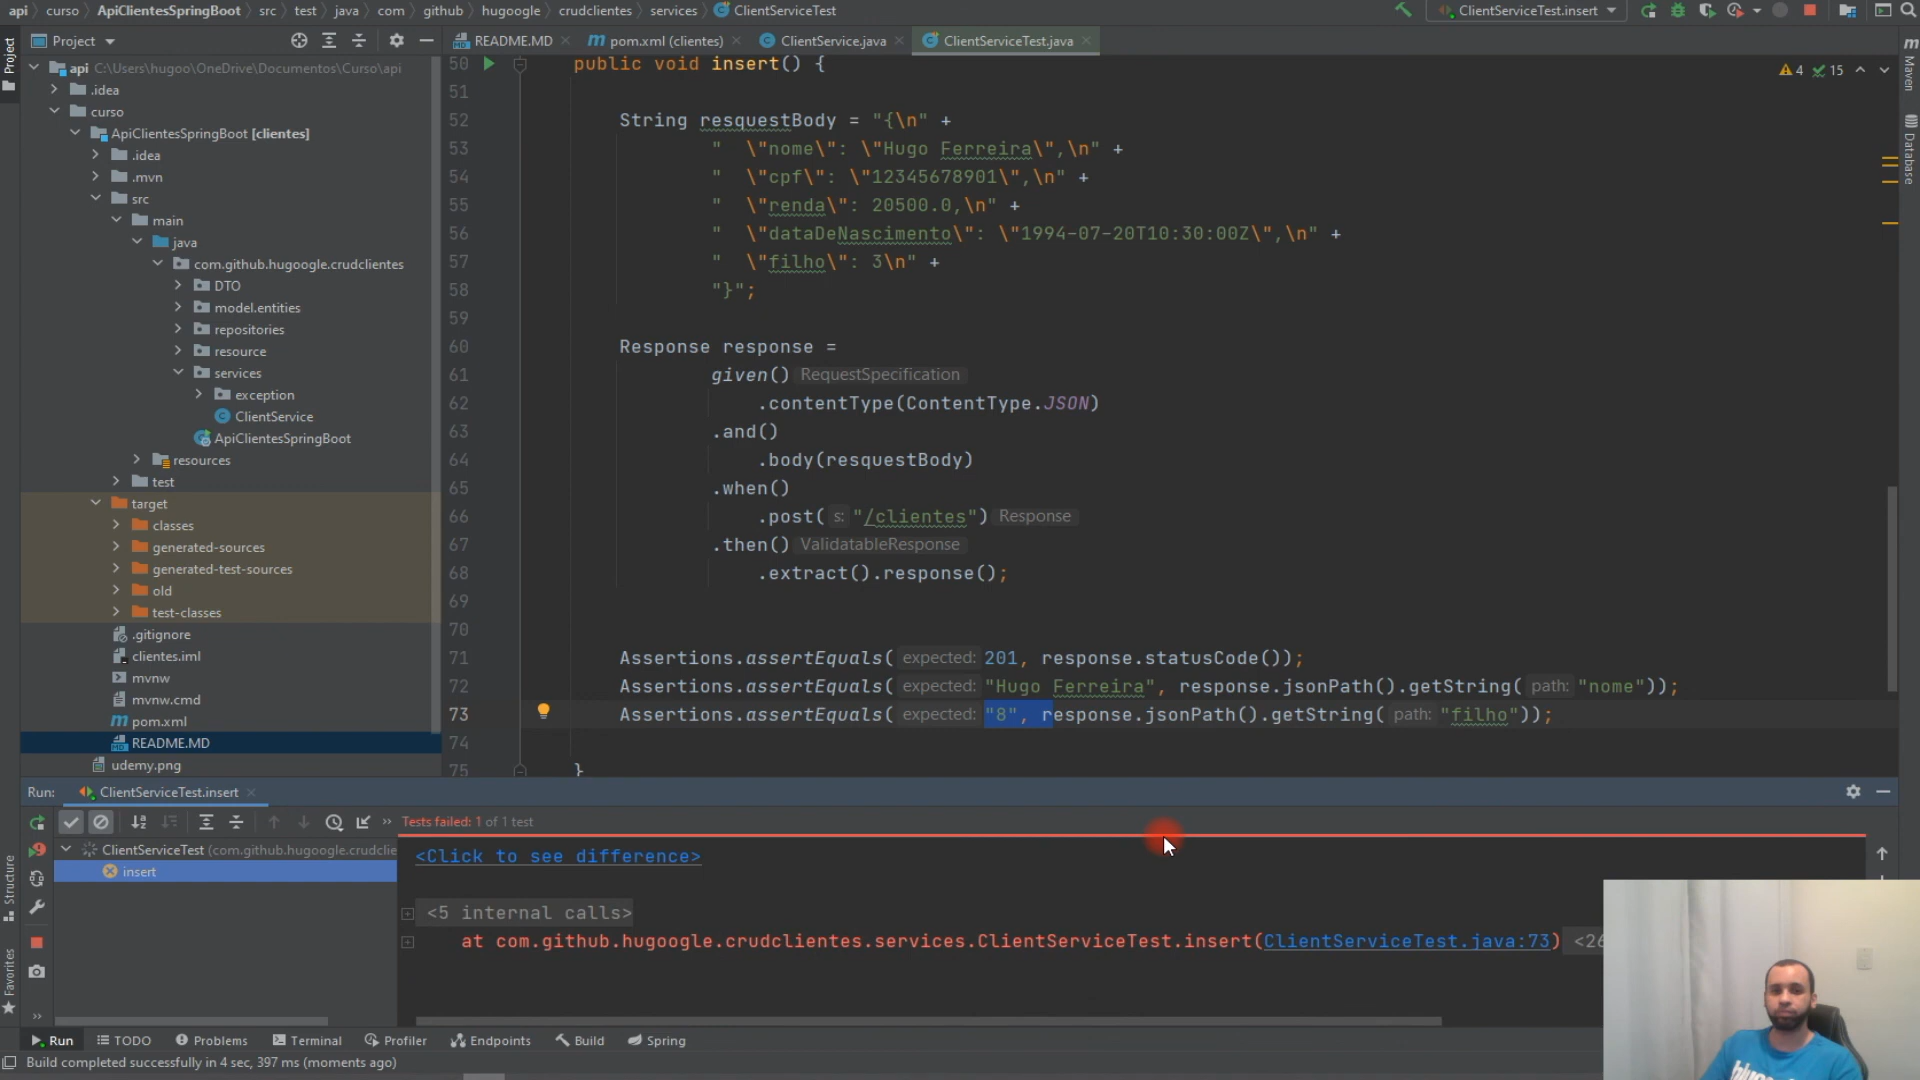 api curso ApiClientesSpringBoot src test java com github hugoogle crudclientes services ClientServiceTest ClientServiceTest.insert
Project README.MD pom.xml (clientes) ClientService.java ClientServiceTest.java
Project
Maven
Database
4 15
api C:\Users\hugoo\OneDrive\Documentos\Curso\api
.idea
curso
ApiClientesSpringBoot [clientes]
.idea
.mvn
src
main
java
com.github.hugoogle.crudclientes
DTO
model.entities
repositories
resource
services
exception
ClientService
ApiClientesSpringBoot
resources
test
target
classes
generated-sources
generated-test-sources
old
test-classes
.gitignore
clientes.iml
mvnw
mvnw.cmd
pom.xml
README.MD
udemy.png
50 public void insert() {
51
52 String resquestBody = "{\n" +
53 " \"nome\": \"Hugo Ferreira\",\n" +
54 " \"cpf\": \"12345678901\",\n" +
55 " \"renda\": 20500.0,\n" +
56 " \"dataDeNascimento\": \"1994-07-20T10:30:00Z\",\n" +
57 " \"filho\": 3\n" +
58 "}";
59
60 Response response =
61 given() RequestSpecification
62 .contentType(ContentType.JSON)
63 .and()
64 .body(resquestBody)
65 .when()
66 .post( s: "/clientes") Response
67 .then() ValidatableResponse
68 .extract().response();
69
70
71 Assertions.assertEquals( expected: 201, response.statusCode());
72 Assertions.assertEquals( expected: "Hugo Ferreira", response.jsonPath().getString( path: "nome"));
73 Assertions.assertEquals( expected: "8", response.jsonPath().getString( path: "filho"));
74
75 }
Run: ClientServiceTest.insert
Tests failed: 1 of 1 test
ClientServiceTest (com.github.hugoogle.crudclie
insert
<Click to see difference>
<5 internal calls>
at com.github.hugoogle.crudclientes.services.ClientServiceTest.insert(ClientServiceTest.java:73) <26
Structure
Favorites
Run TODO Problems Terminal Profiler Endpoints Build Spring
Build completed successfully in 4 sec, 397 ms (moments ago)